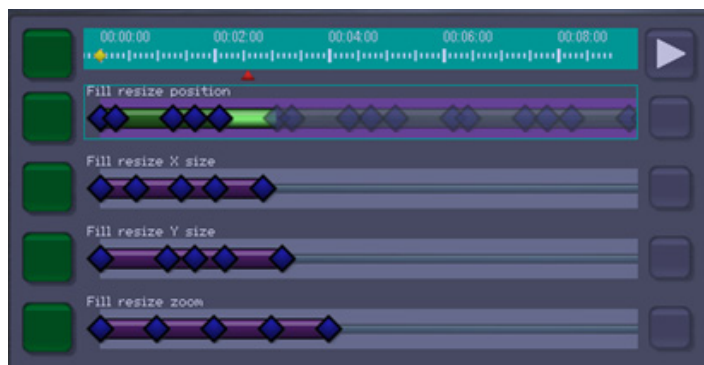 00:00:00 00:02:00 00:04:00 00:06:00 00:08:00
Fill resize position
Fill resize X size
Fill resize Y size
Fill resize zoom